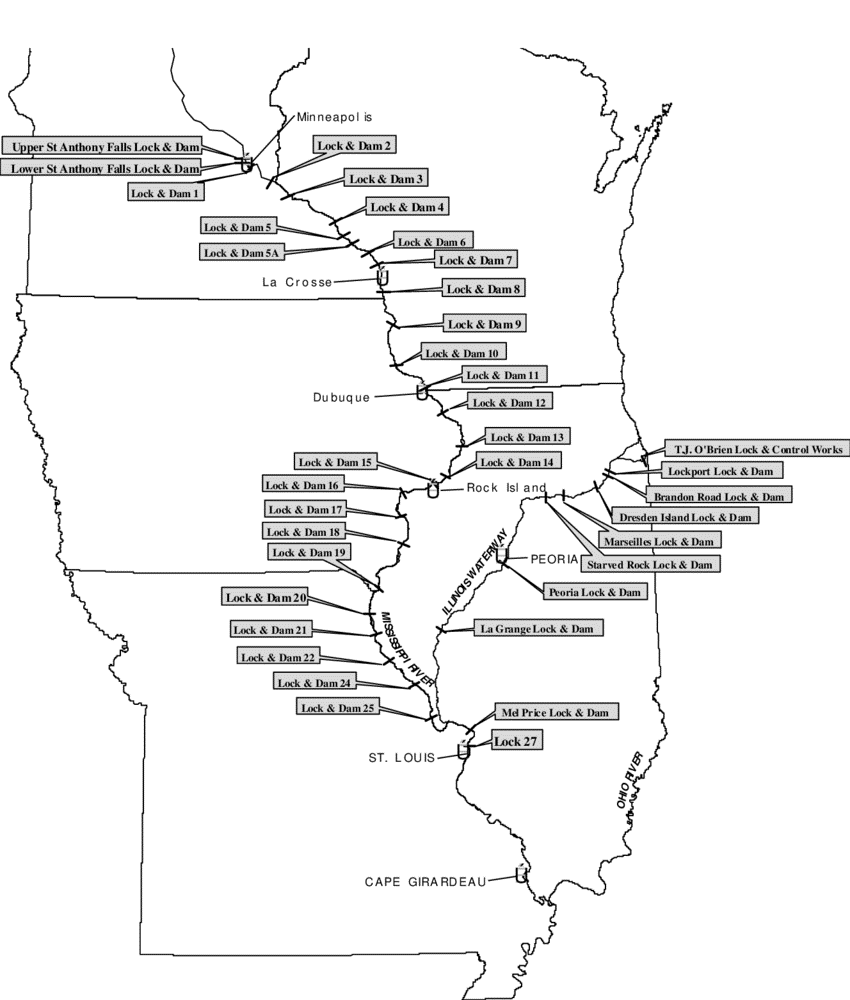 Minneapolis
Upper St Anthony Falls Lock & Dam
Lock & Dam 2
Lower St Anthony Falls Lock & Dam
Lock & Dam 1
Lock & Dam 3
Lock & Dam 4
Lock & Dam 5
Lock & Dam 6
Lock & Dam 5A
Lock & Dam 7
La Crosse
Lock & Dam 8
Lock & Dam 9
Lock & Dam 10
Lock & Dam 11
Dubuque
Lock & Dam 12
Lock & Dam 13
T.J. O'Brien Lock & Control Works
Lock & Dam 15
Lock & Dam 14
Lockport Lock & Dam
Lock & Dam 16
Rock Island
Brandon Road Lock & Dam
Lock & Dam 17
Dresden Island Lock & Dam
Lock & Dam 18
Marseilles Lock & Dam
Lock & Dam 19
PEORIA
Starved Rock Lock & Dam
ILLINOIS WATERWAY
Peoria Lock & Dam
Lock & Dam 20
Lock & Dam 21
La Grange Lock & Dam
MISSISSIPPI RIVER
Lock & Dam 22
Lock & Dam 24
Lock & Dam 25
Mel Price Lock & Dam
Lock 27
ST. LOUIS
OHIO RIVER
CAPE GIRARDEAU